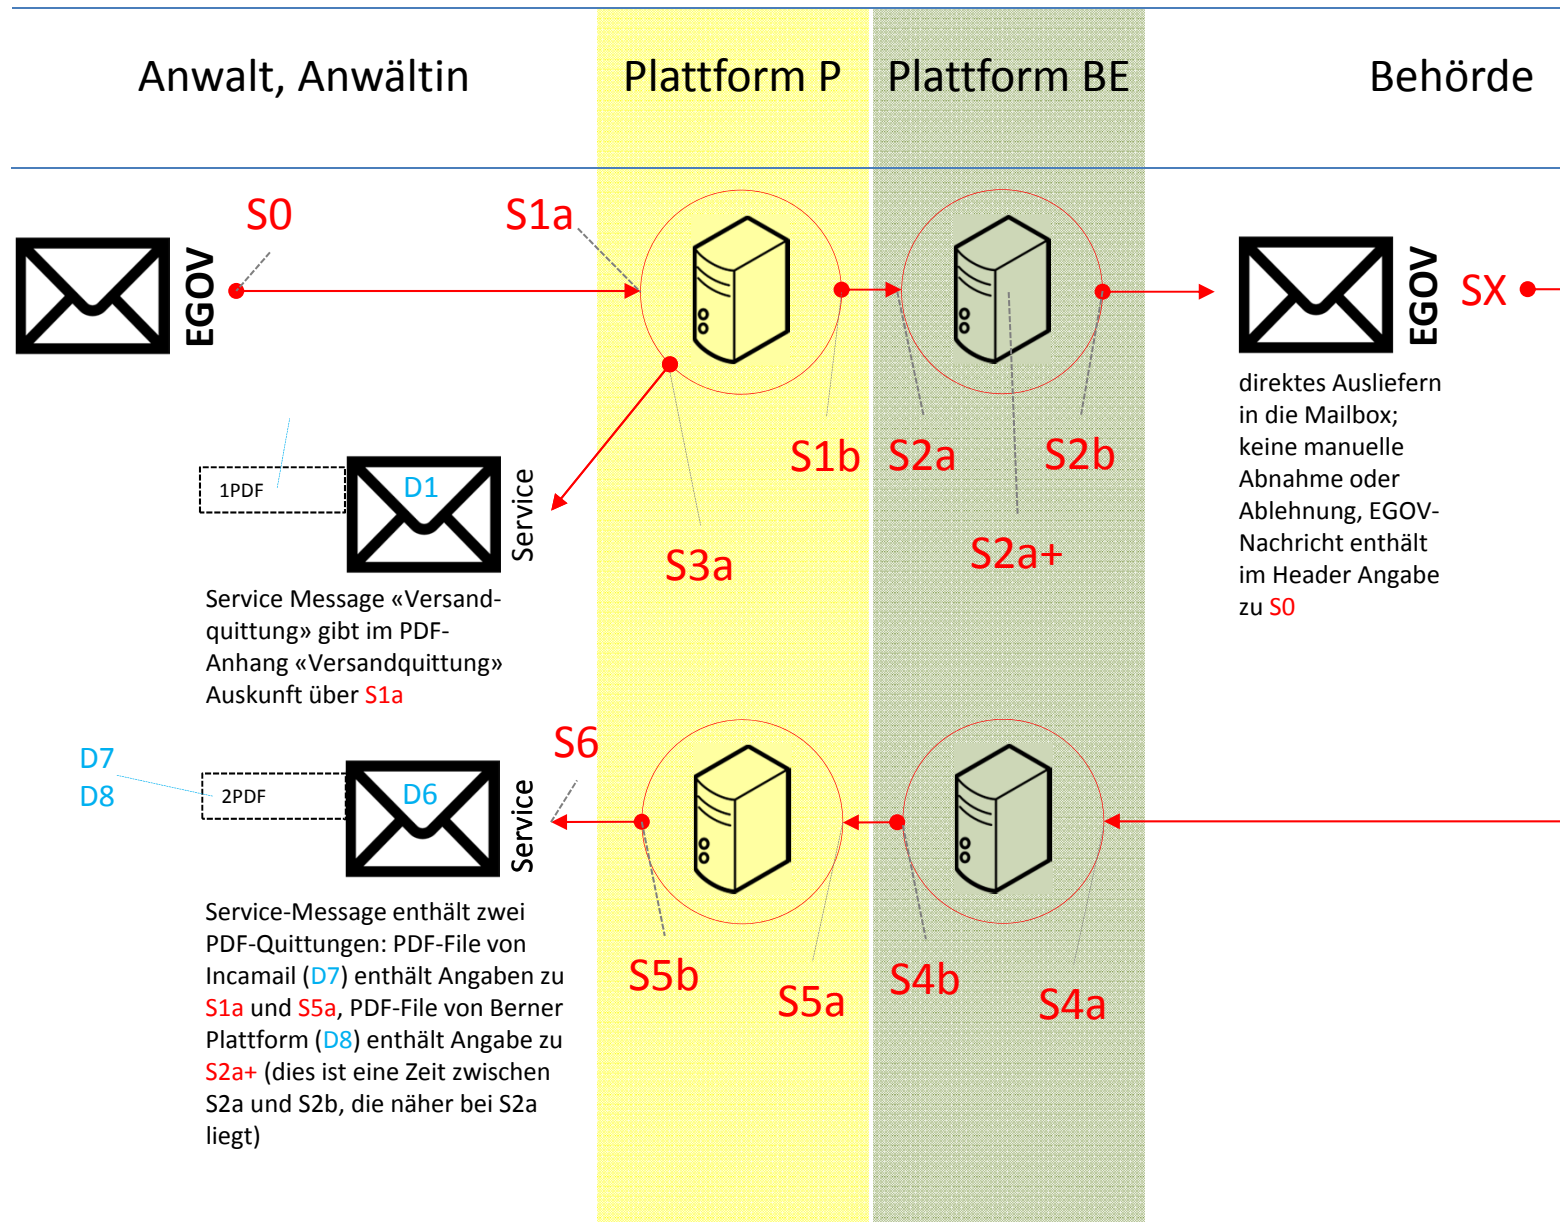 Anwalt, Anwältin
Plattform P
Plattform BE
Behörde
S0
S1a
EGOV
EGOV
SX
direktes Ausliefern
in die Mailbox;
keine manuelle
Abnahme oder
Ablehnung, EGOV-
Nachricht enthält
im Header Angabe
zu S0
S1b
S2a
S2b
1PDF
D1
Service
S3a
S2a+
Service Message «Versand-
quittung» gibt im PDF-
Anhang «Versandquittung»
Auskunft über S1a
D7
D8
2PDF
D6
Service
S6
Service-Message enthält zwei
PDF-Quittungen: PDF-File von
Incamail (D7) enthält Angaben zu
S1a und S5a, PDF-File von Berner
Plattform (D8) enthält Angabe zu
S2a+ (dies ist eine Zeit zwischen
S2a und S2b, die näher bei S2a
liegt)
S5b
S5a
S4b
S4a